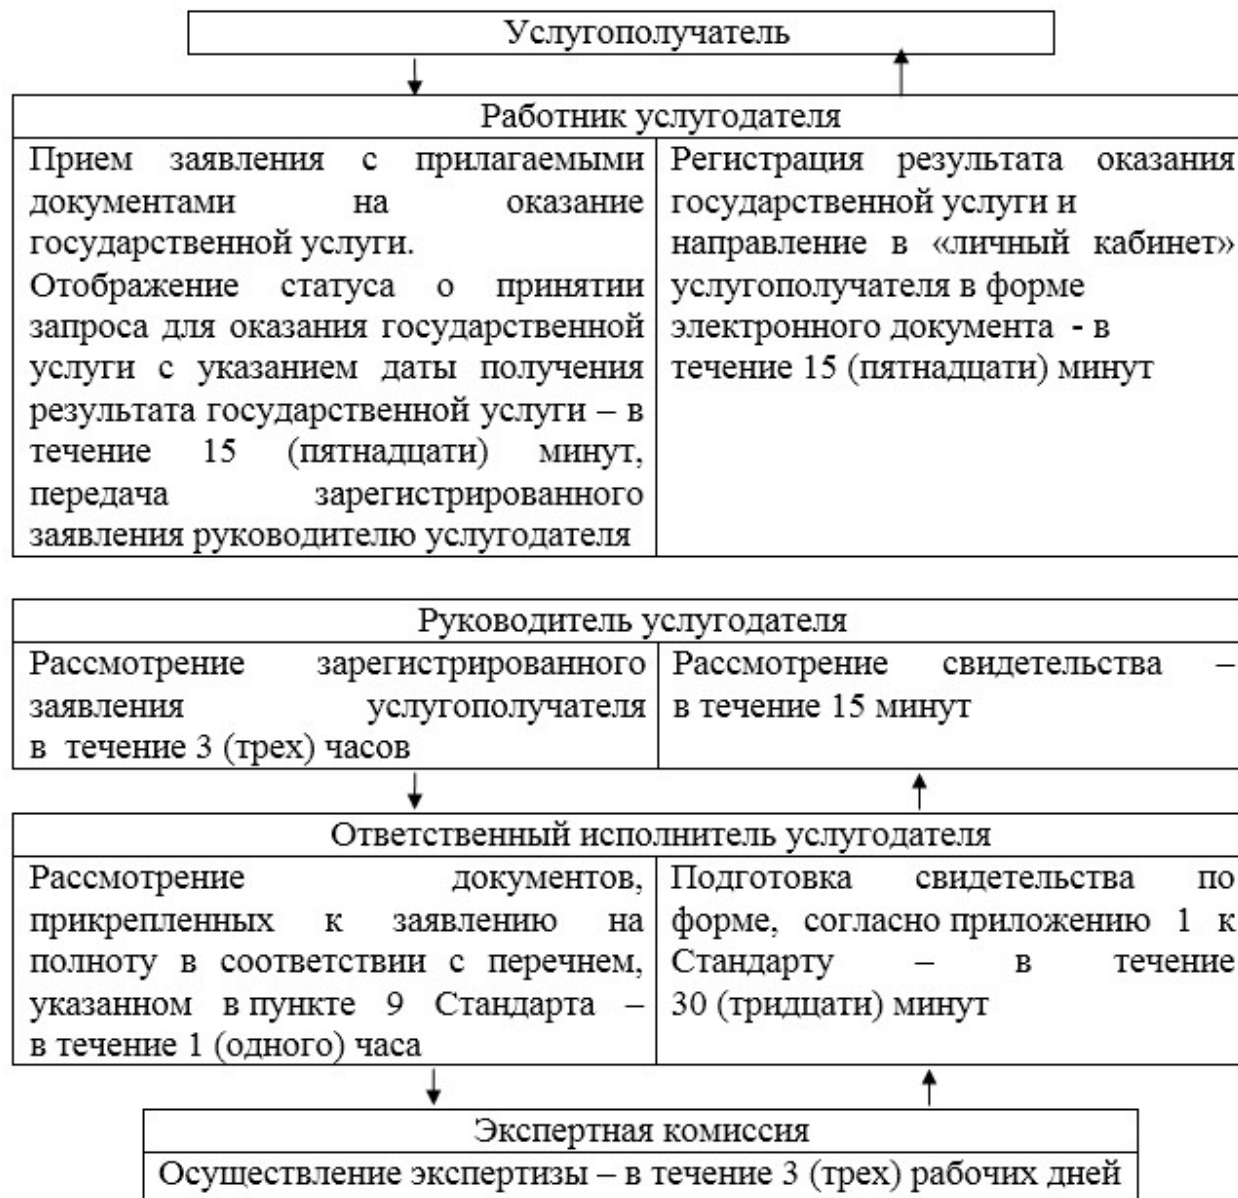 Услугополучатель
Работник услугодателя
Прием заявления с прилагаемыми
документами на оказание
государственной услуги.
Отображение статуса о принятии
запроса для оказания государственной
услуги с указанием даты получения
результата государственной услуги – в
течение 15 (пятнадцати) минут,
передача зарегистрированного
заявления руководителю услугодателя
Регистрация результата оказания
государственной услуги и
направление в «личный кабинет»
услугополучателя в форме
электронного документа - в
течение 15 (пятнадцати) минут
Руководитель услугодателя
Рассмотрение зарегистрированного
заявления услугополучателя
в течение 3 (трех) часов
Рассмотрение свидетельства –
в течение 15 минут
Ответственный исполнитель услугодателя
Рассмотрение документов,
прикрепленных к заявлению на
полноту в соответствии с перечнем,
указанном в пункте 9 Стандарта –
в течение 1 (одного) часа
Подготовка свидетельства по
форме, согласно приложению 1 к
Стандарту – в течение
30 (тридцати) минут
Экспертная комиссия
Осуществление экспертизы – в течение 3 (трех) рабочих дней